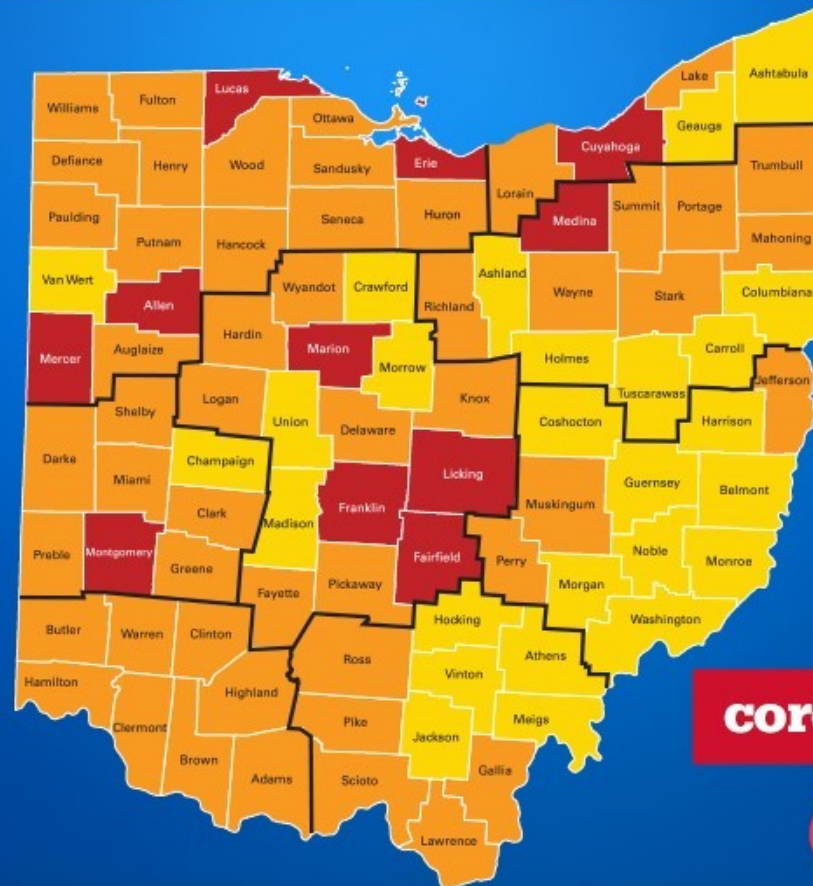 Williams
Fulton
Lucas
Ottawa
Lake
Ashtabula
Geauga
Defiance
Henry
Wood
Sandusky
Erie
Cuyahoga
Trumbull
Paulding
Putnam
Hancock
Seneca
Huron
Lorain
Medina
Summit
Portage
Mahoning
Van Wert
Allen
Wyandot
Crawford
Richland
Ashland
Wayne
Stark
Columbiana
Mercer
Auglaize
Hardin
Marion
Morrow
Holmes
Carroll
Tuscarawas
Jefferson
Shelby
Logan
Union
Delaware
Knox
Coshocton
Harrison
Darke
Miami
Champaign
Clark
Madison
Franklin
Licking
Muskingum
Guernsey
Belmont
Preble
Montgomery
Greene
Fayette
Pickaway
Fairfield
Perry
Morgan
Noble
Monroe
Butler
Warren
Clinton
Ross
Hocking
Athens
Washington
Hamilton
Clermont
Brown
Highland
Adams
Pike
Scioto
Vinton
Jackson
Meigs
Gallia
Lawrence